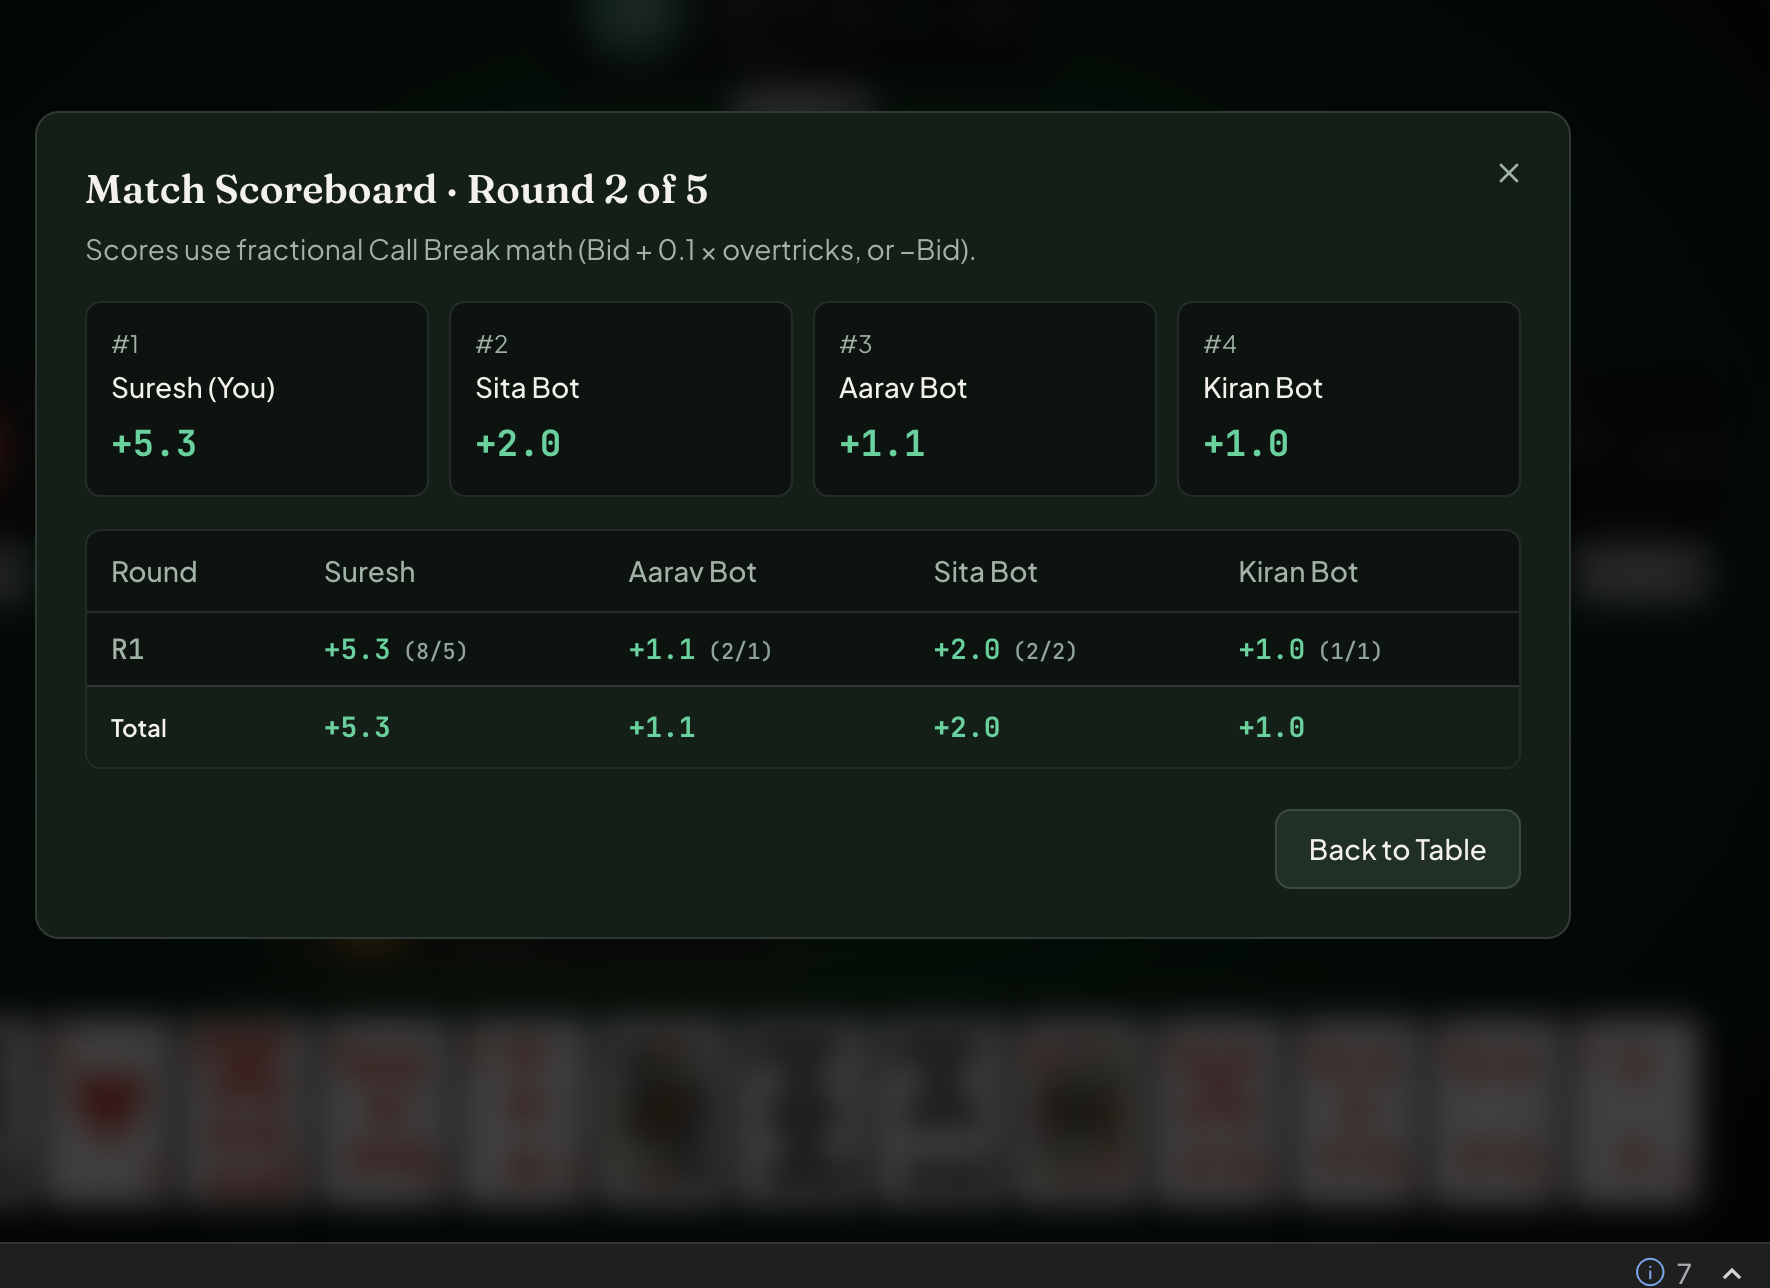 Match Scoreboard · Round 2 of 5
Scores use fractional Call Break math (Bid + 0.1 × overtricks, or −Bid).
#1
Suresh (You)
+5.3
#2
Sita Bot
+2.0
#3
Aarav Bot
+1.1
#4
Kiran Bot
+1.0
Round Suresh Aarav Bot Sita Bot Kiran Bot
R1 +5.3 (8/5) +1.1 (2/1) +2.0 (2/2) +1.0 (1/1)
Total +5.3 +1.1 +2.0 +1.0
Back to Table
7